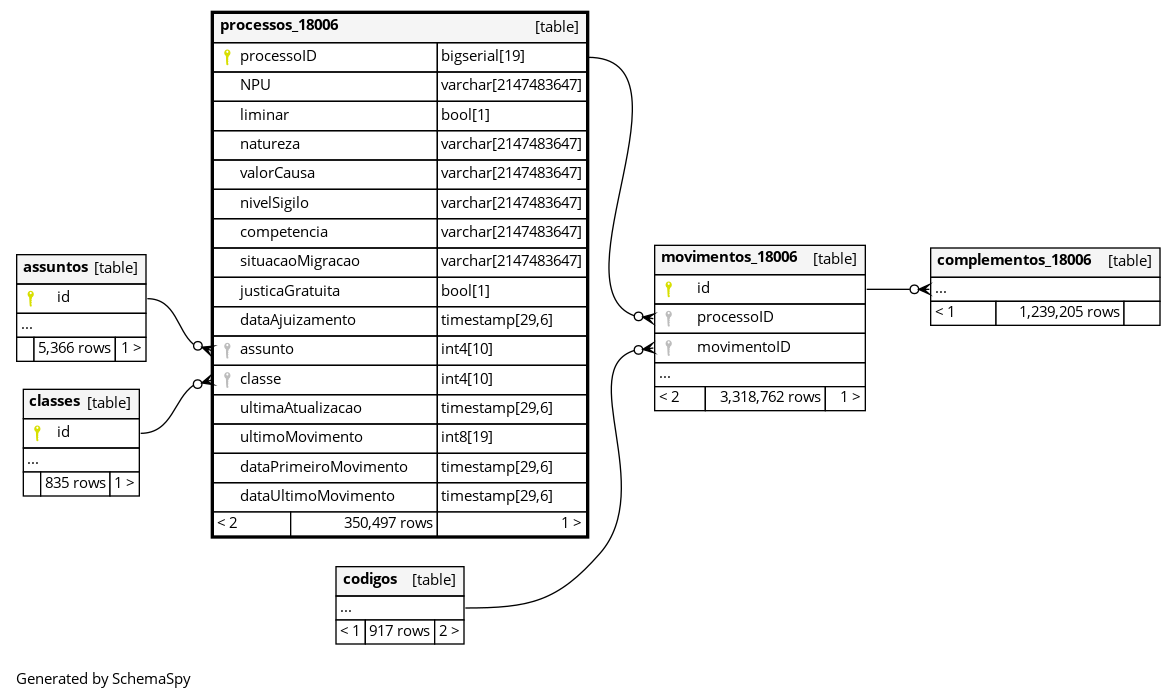 processos_18006 [table]
processoID bigserial[19]
NPU varchar[2147483647]
liminar bool[1]
natureza varchar[2147483647]
valorCausa varchar[2147483647]
nivelSigilo varchar[2147483647]
competencia varchar[2147483647]
situacaoMigracao varchar[2147483647]
justicaGratuita bool[1]
dataAjuizamento timestamp[29,6]
assunto int4[10]
classe int4[10]
ultimaAtualizacao timestamp[29,6]
ultimoMovimento int8[19]
dataPrimeiroMovimento timestamp[29,6]
dataUltimoMovimento timestamp[29,6]
< 2 350,497 rows 1 >
assuntos [table]
id
...
5,366 rows 1 >
classes [table]
id
...
835 rows 1 >
movimentos_18006 [table]
id
processoID
movimentoID
...
< 2 3,318,762 rows 1 >
complementos_18006 [table]
...
< 1 1,239,205 rows
codigos [table]
...
< 1 917 rows 2 >
Generated by SchemaSpy